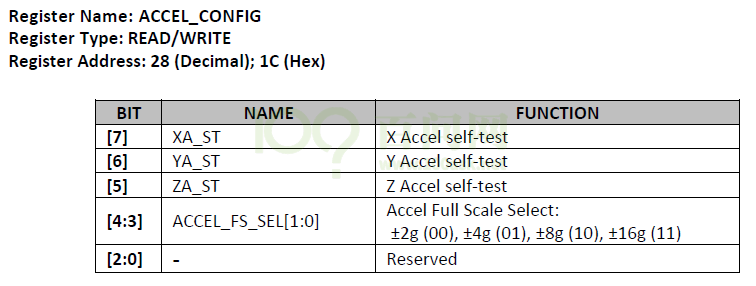 Register Name: ACCEL_CONFIG
Register Type: READ/WRITE
Register Address: 28 (Decimal); 1C (Hex)
BIT NAME FUNCTION
[7] XA_ST X Accel self-test
[6] YA_ST Y Accel self-test
[5] ZA_ST Z Accel self-test
[4:3] ACCEL_FS_SEL[1:0] Accel Full Scale Select:
±2g (00), ±4g (01), ±8g (10), ±16g (11)
[2:0] - Reserved